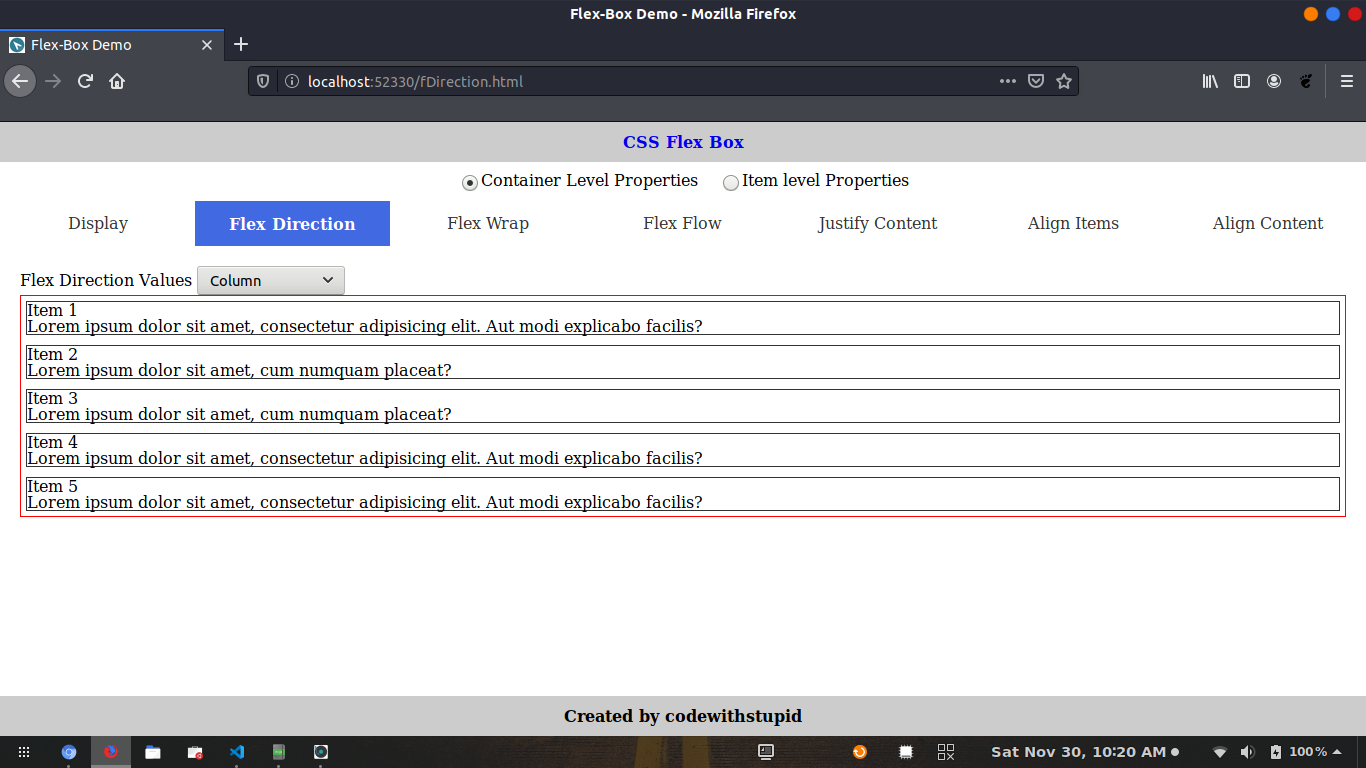 Flex-Box Demo - Mozilla Firefox
Flex-Box Demo
localhost:52330/fDirection.html
CSS Flex Box
Container Level Properties Item level Properties
Display Flex Direction Flex Wrap Flex Flow Justify Content Align Items Align Content
Flex Direction Values Column
Item 1
Lorem ipsum dolor sit amet, consectetur adipisicing elit. Aut modi explicabo facilis?
Item 2
Lorem ipsum dolor sit amet, cum numquam placeat?
Item 3
Lorem ipsum dolor sit amet, cum numquam placeat?
Item 4
Lorem ipsum dolor sit amet, consectetur adipisicing elit. Aut modi explicabo facilis?
Item 5
Lorem ipsum dolor sit amet, consectetur adipisicing elit. Aut modi explicabo facilis?
Created by codewithstupid
Sat Nov 30, 10:20 AM 100 %